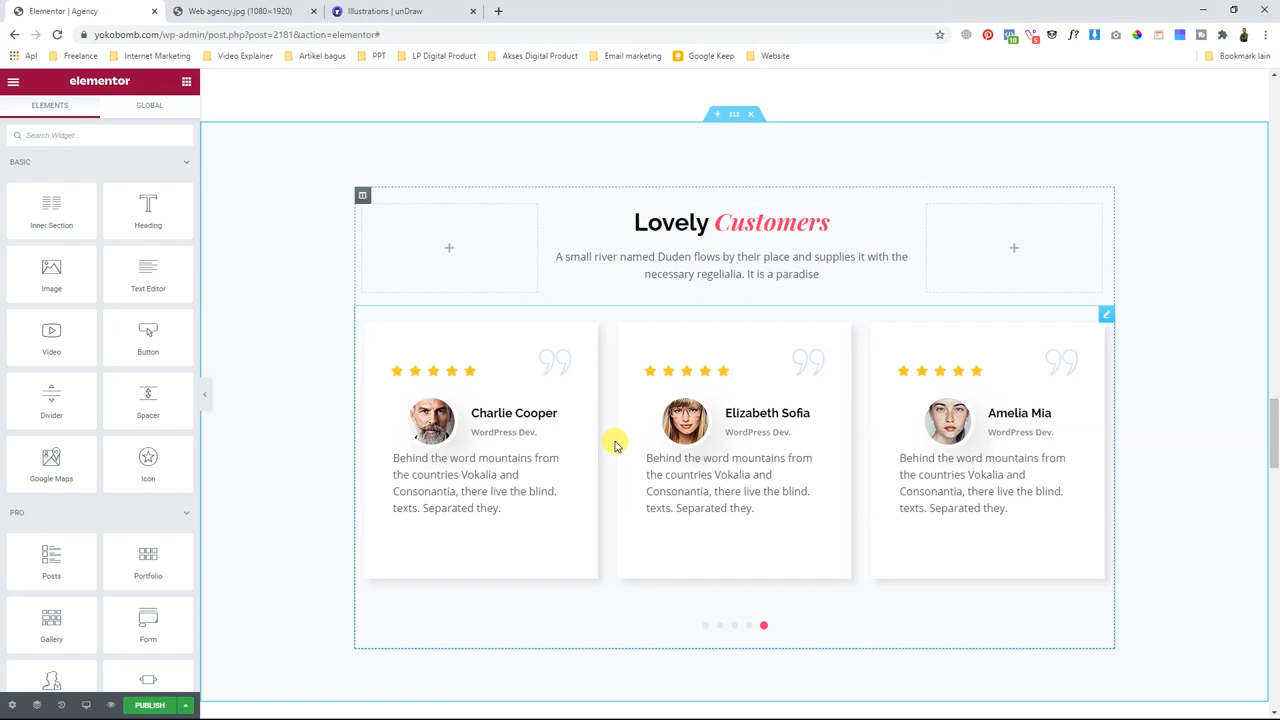 Elementor | Agency
Web agency.jpg (1080×1920)
Illustrations | unDraw
yokobomb.com/wp-admin/post.php?post=2181&action=elementor#
Apl
Freelance
Internet Marketing
Video Explainer
Artikel bagus
PPT
LP Digital Product
Akses Digital Product
Email marketing
Google Keep
Website
Bookmark lain
elementor
ELEMENTS
GLOBAL
Search Widget...
BASIC
Inner Section
Heading
Image
Text Editor
Video
Button
Divider
Spacer
Google Maps
Icon
PRO
Posts
Portfolio
Gallery
Form
PUBLISH
Lovely Customers
A small river named Duden flows by their place and supplies it with the
necessary regelialia. It is a paradise
Charlie Cooper
WordPress Dev.
Behind the word mountains from
the countries Vokalia and
Consonantia, there live the blind.
texts. Separated they.
Elizabeth Sofia
WordPress Dev.
Behind the word mountains from
the countries Vokalia and
Consonantia, there live the blind.
texts. Separated they.
Amelia Mia
WordPress Dev.
Behind the word mountains from
the countries Vokalia and
Consonantia, there live the blind.
texts. Separated they.